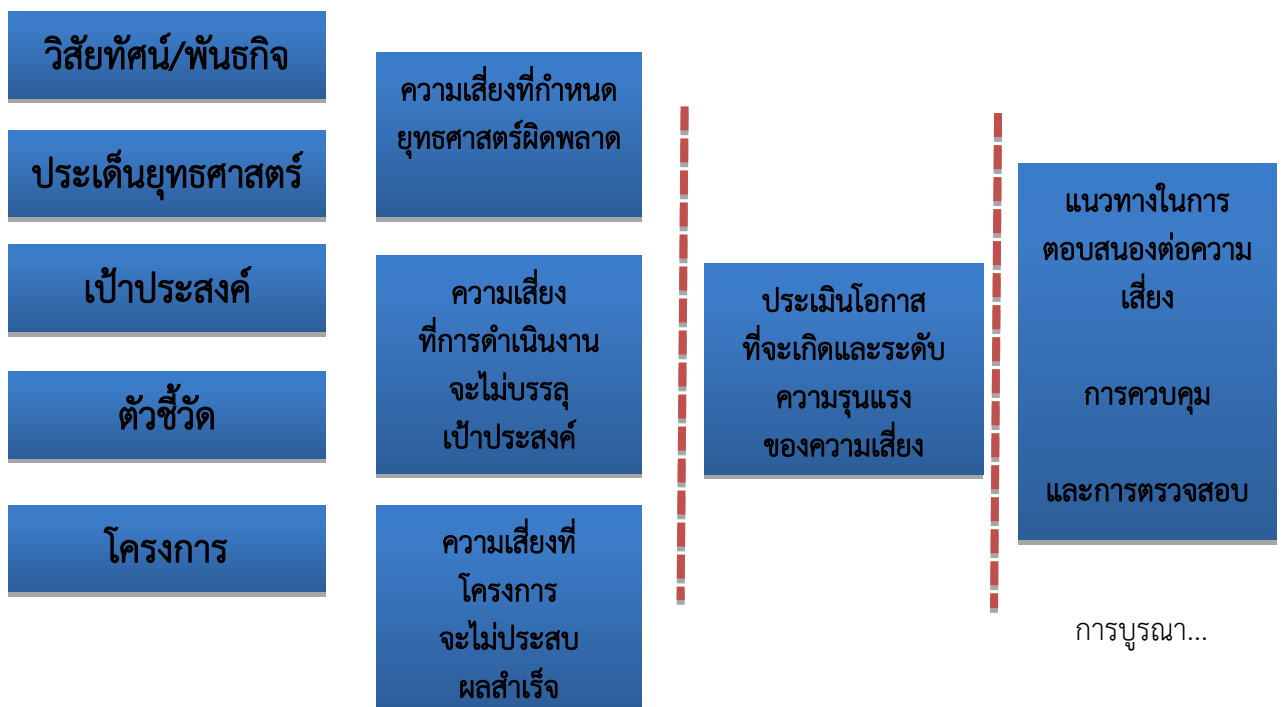 วิสัยทัศน์/พันธกิจ
ประเด็นยุทธศาสตร์
เป้าประสงค์
ตัวชี้วัด
โครงการ
ความเสี่ยงที่กำหนด
ยุทธศาสตร์ผิดพลาด
ความเสี่ยง
ที่การดำเนินงาน
จะไม่บรรลุ
เป้าประสงค์
ความเสี่ยงที่
โครงการ
จะไม่ประสบ
ผลสำเร็จ
ประเมินโอกาส
ที่จะเกิดและระดับ
ความรุนแรง
ของความเสี่ยง
แนวทางในการ
ตอบสนองต่อความ
เสี่ยง
การควบคุม
และการตรวจสอบ
การบูรณา...